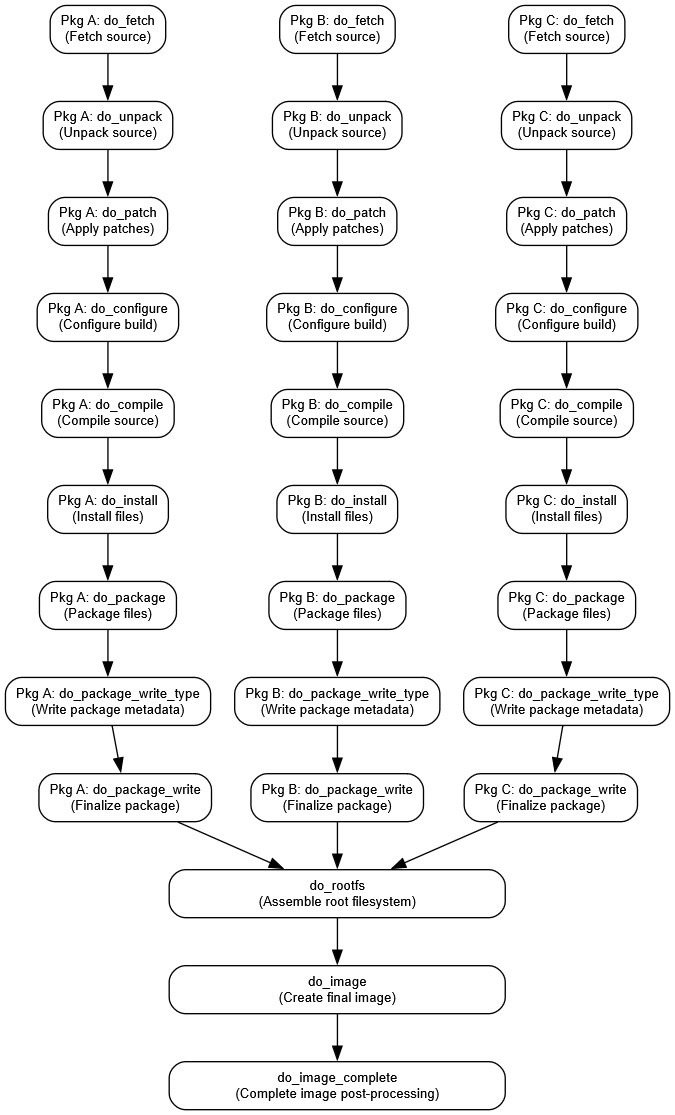 Pkg A: do_fetch
(Fetch source)
Pkg B: do_fetch
(Fetch source)
Pkg C: do_fetch
(Fetch source)
Pkg A: do_unpack
(Unpack source)
Pkg B: do_unpack
(Unpack source)
Pkg C: do_unpack
(Unpack source)
Pkg A: do_patch
(Apply patches)
Pkg B: do_patch
(Apply patches)
Pkg C: do_patch
(Apply patches)
Pkg A: do_configure
(Configure build)
Pkg B: do_configure
(Configure build)
Pkg C: do_configure
(Configure build)
Pkg A: do_compile
(Compile source)
Pkg B: do_compile
(Compile source)
Pkg C: do_compile
(Compile source)
Pkg A: do_install
(Install files)
Pkg B: do_install
(Install files)
Pkg C: do_install
(Install files)
Pkg A: do_package
(Package files)
Pkg B: do_package
(Package files)
Pkg C: do_package
(Package files)
Pkg A: do_package_write_type
(Write package metadata)
Pkg B: do_package_write_type
(Write package metadata)
Pkg C: do_package_write_type
(Write package metadata)
Pkg A: do_package_write
(Finalize package)
Pkg B: do_package_write
(Finalize package)
Pkg C: do_package_write
(Finalize package)
do_rootfs
(Assemble root filesystem)
do_image
(Create final image)
do_image_complete
(Complete image post-processing)